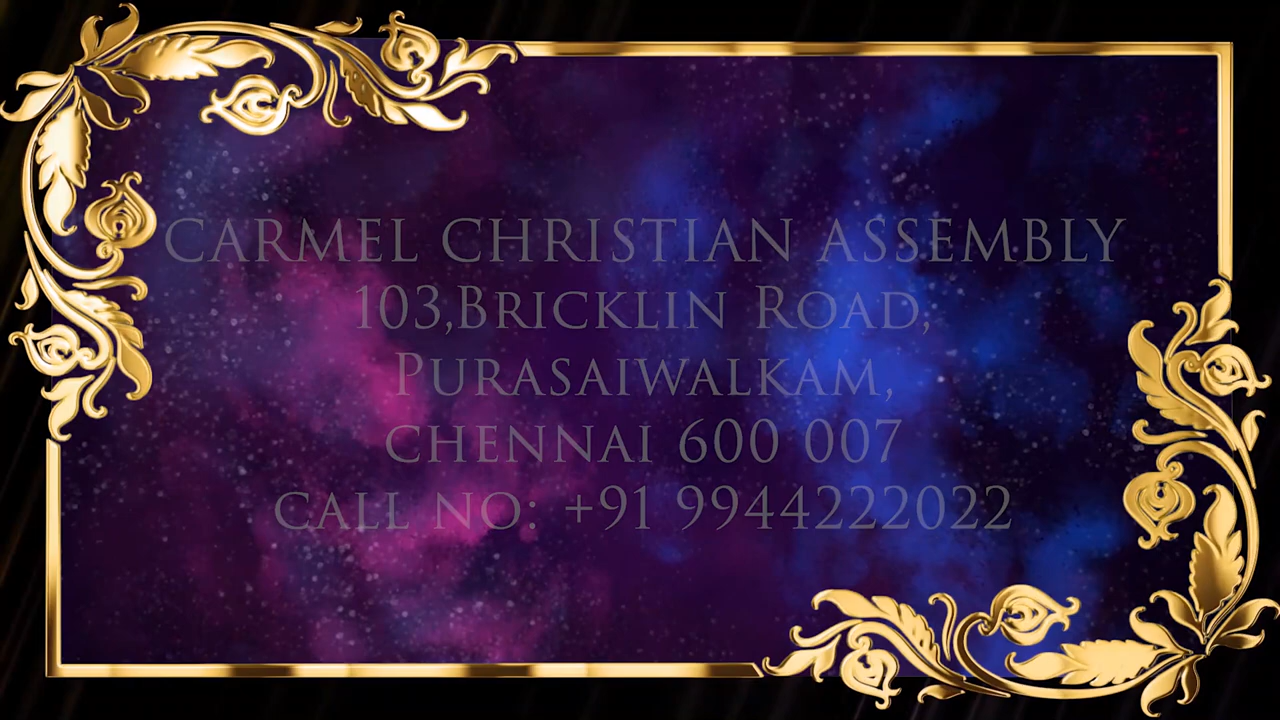 CARMEL CHRISTIAN ASSEMBLY
103,BRICKLIN ROAD,
PURASAIWALKAM,
CHENNAI 600 007
CALL NO: +91 9944222022